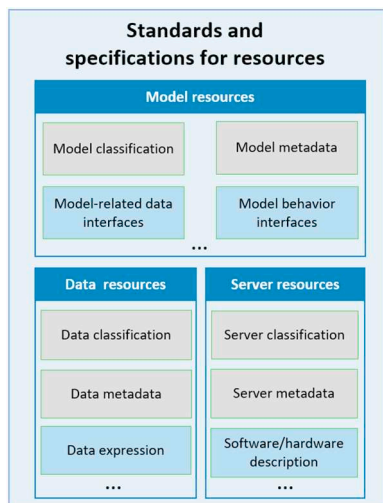 Standards and
specifications for resources
Model resources
Model classification
Model metadata
Model-related data
interfaces
Model behavior
interfaces
...
Data resources
Data classification
Data metadata
Data expression
...
Server resources
Server classification
Server metadata
Software/hardware
description
...